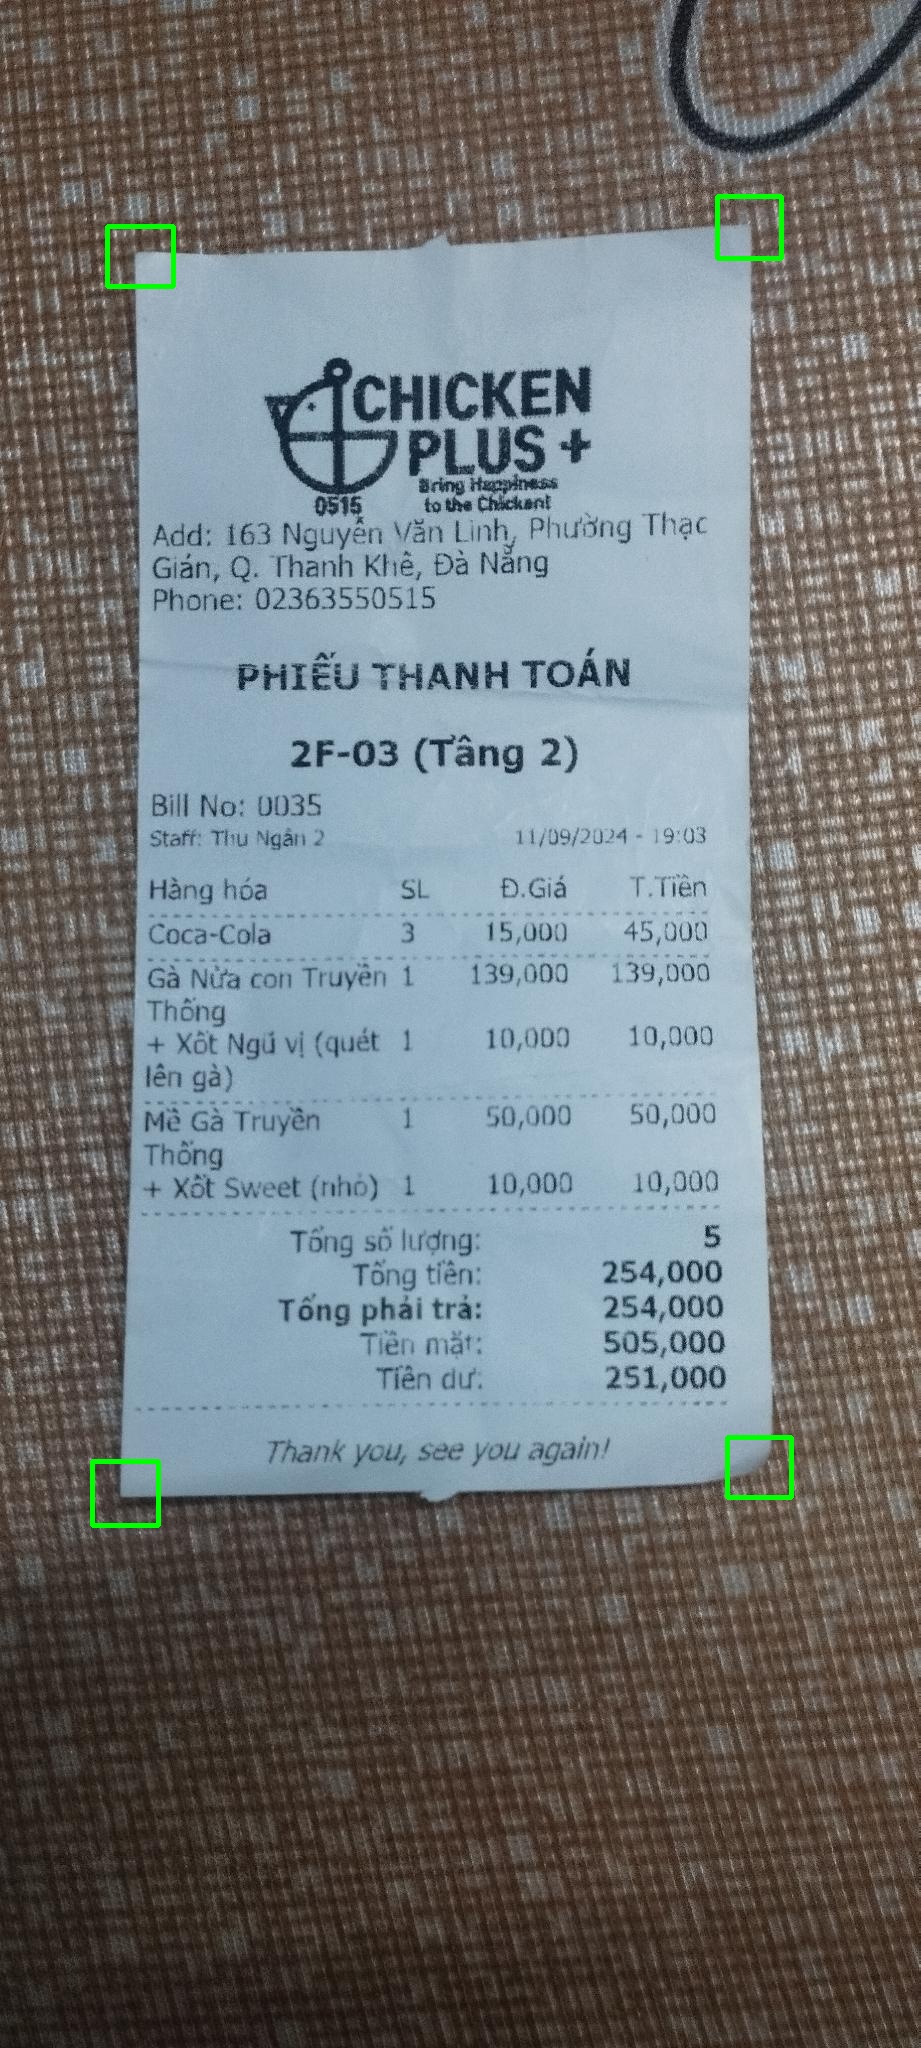 CHICKEN
PLUS +
Bring Happiness
to the Chicken!
0515
Add: 163 Nguyễn Văn Linh, Phường Thạc
Gián, Q. Thanh Khê, Đà Nẵng
Phone: 02363550515
PHIẾU THANH TOÁN
2F-03 (Tầng 2)
Bill No: 0035
Staff: Thu Ngân 2 11/09/2024 - 19:03
Hàng hóa SL Đ.Giá T.Tiền
Coca-Cola 3 15,000 45,000
Gà Nửa con Truyền 1 139,000 139,000
Thống
+ Xốt Ngũ vị (quét 1 10,000 10,000
lên gà)
Mề Gà Truyền 1 50,000 50,000
Thống
+ Xốt Sweet (nhỏ) 1 10,000 10,000
Tổng số lượng: 5
Tổng tiền: 254,000
Tổng phải trả: 254,000
Tiền mặt: 505,000
Tiền dư: 251,000
Thank you, see you again!